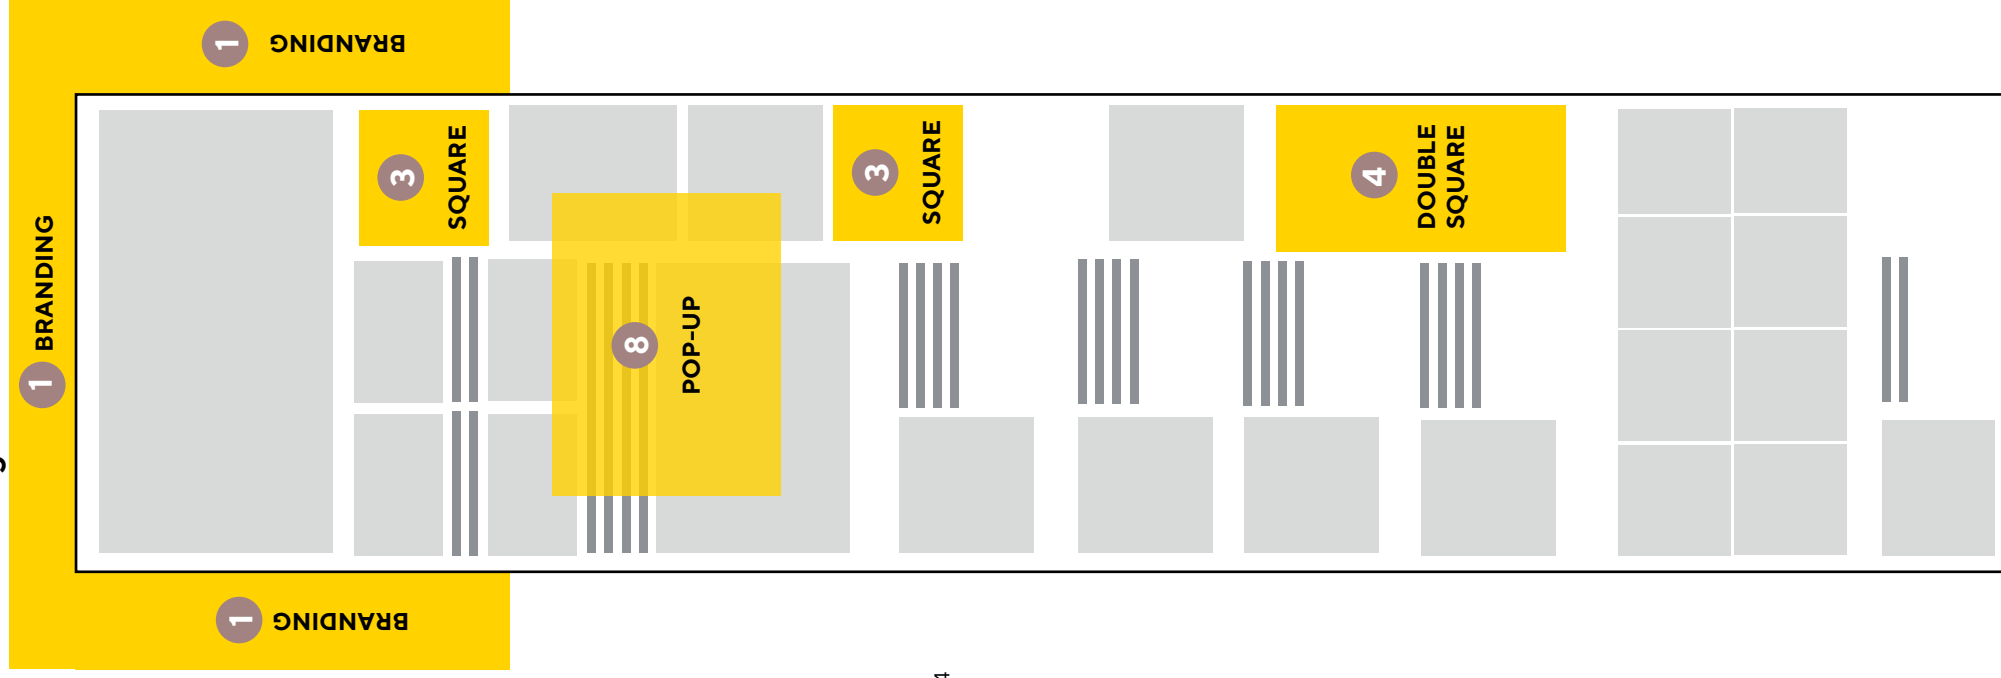 1 BRANDING
1 BRANDING
1 BRANDING
3
SQUARE
3
SQUARE
4
DOUBLE
SQUARE
8
POP-UP